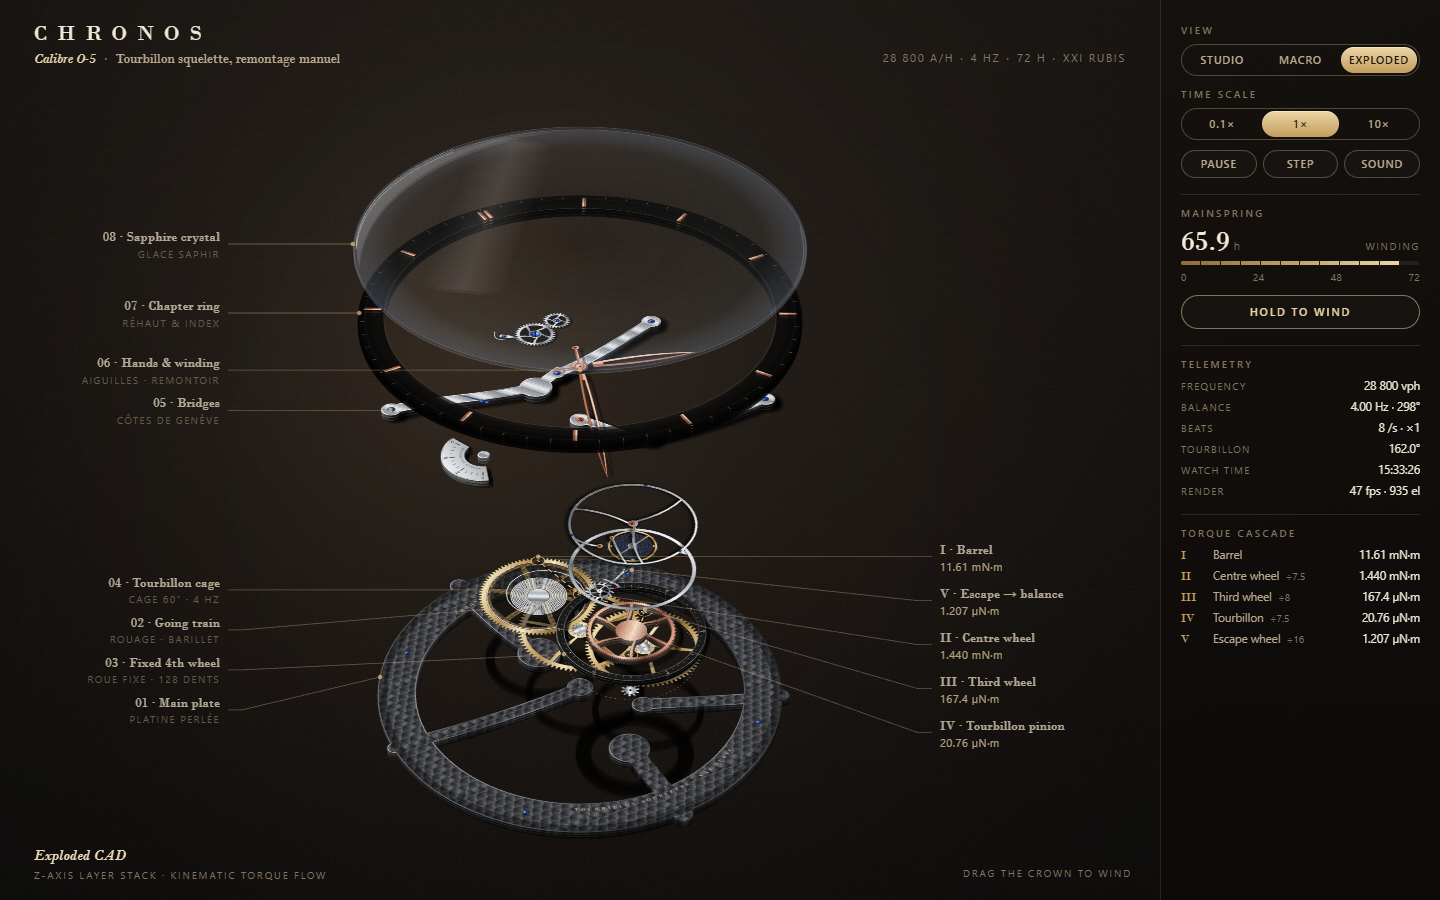 CHRONOS
Calibre O-5 · Tourbillon squelette, remontage manuel
28 800 A/H · 4 HZ · 72 H · XXI RUBIS
08 · Sapphire crystal
GLACE SAPHIR
07 · Chapter ring
RÉHAUT & INDEX
06 · Hands & winding
AIGUILLES · REMONTOIR
05 · Bridges
CÔTES DE GENÈVE
04 · Tourbillon cage
CAGE 60" · 4 HZ
02 · Going train
ROUAGE · BARILLET
03 · Fixed 4th wheel
ROUE FIXE · 128 DENTS
01 · Main plate
PLATINE PERLÉE
I · Barrel
11.61 mN·m
V · Escape → balance
1.207 µN·m
II · Centre wheel
1.440 mN·m
III · Third wheel
167.4 µN·m
IV · Tourbillon pinion
20.76 µN·m
Exploded CAD
Z-AXIS LAYER STACK · KINEMATIC TORQUE FLOW
DRAG THE CROWN TO WIND
VIEW
STUDIO MACRO EXPLODED
TIME SCALE
0.1× 1× 10×
PAUSE STEP SOUND
MAINSPRING
65.9 h WINDING
0 24 48 72
HOLD TO WIND
TELEMETRY
FREQUENCY 28 800 vph
BALANCE 4.00 Hz · 298°
BEATS 8 /s · ×1
TOURBILLON 162.0°
WATCH TIME 15:33:26
RENDER 47 fps · 935 el
TORQUE CASCADE
I Barrel 11.61 mN·m
II Centre wheel ÷7.5 1.440 mN·m
III Third wheel ÷8 167.4 µN·m
IV Tourbillon ÷7.5 20.76 µN·m
V Escape wheel ÷16 1.207 µN·m